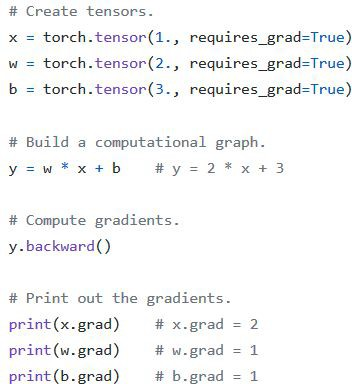 # Create tensors.
x = torch.tensor(1., requires_grad=True)
w = torch.tensor(2., requires_grad=True)
b = torch.tensor(3., requires_grad=True)
# Build a computational graph.
y = w * x + b    # y = 2 * x + 3
# Compute gradients.
y.backward()
# Print out the gradients.
print(x.grad)    # x.grad = 2
print(w.grad)    # w.grad = 1
print(b.grad)    # b.grad = 1